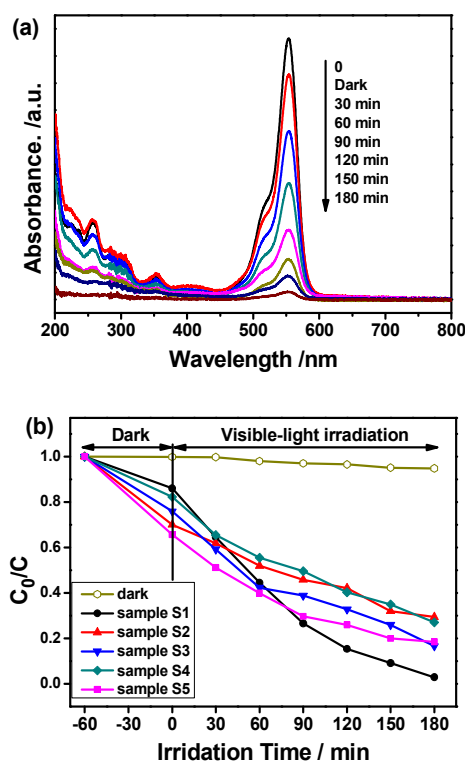 (a)
Absorbance. /a.u.
0
Dark
30 min
60 min
90 min
120 min
150 min
180 min
200 300 400 500 600 700 800
Wavelength /nm
(b)
Dark
Visible-light irradiation
C0/C
1.0
0.8
0.6
0.4
0.2
0.0
dark
sample S1
sample S2
sample S3
sample S4
sample S5
-60 -30 0 30 60 90 120 150 180
Irridation Time / min